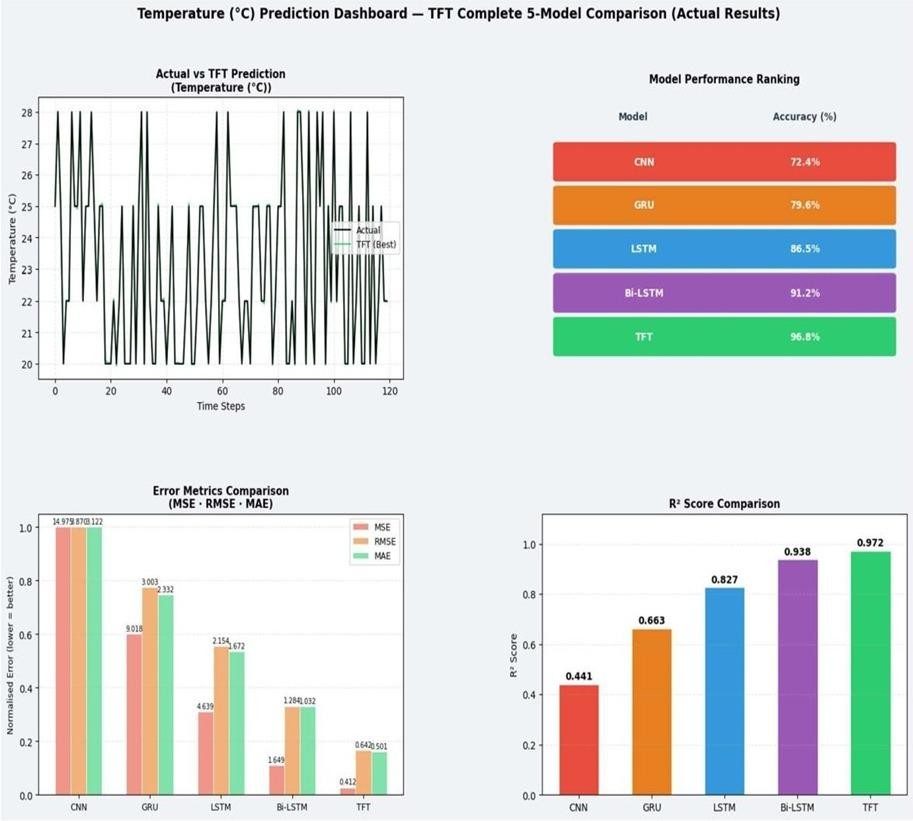 Temperature (°C) Prediction Dashboard — TFT Complete 5-Model Comparison (Actual Results)
Actual vs TFT Prediction
(Temperature (°C))
Temperature (°C)
28
27
26
25
24
23
22
21
20
Actual
TFT (Best)
0 20 40 60 80 100 120
Time Steps
Model Performance Ranking
Model Accuracy (%)
CNN 72.4%
GRU 79.6%
LSTM 86.5%
Bi-LSTM 91.2%
TFT 96.8%
Error Metrics Comparison
(MSE · RMSE · MAE)
Normalised Error (lower = better)
1.0
0.8
0.6
0.4
0.2
0.0
MSE
RMSE
MAE
14.975 3.870 3.122
9.018 3.003 2.332
4.639 2.154 1.672
1.649 1.284 1.032
0.412 0.642 0.501
CNN GRU LSTM Bi-LSTM TFT
R² Score Comparison
R² Score
1.0
0.8
0.6
0.4
0.2
0.0
0.441 0.663 0.827 0.938 0.972
CNN GRU LSTM Bi-LSTM TFT